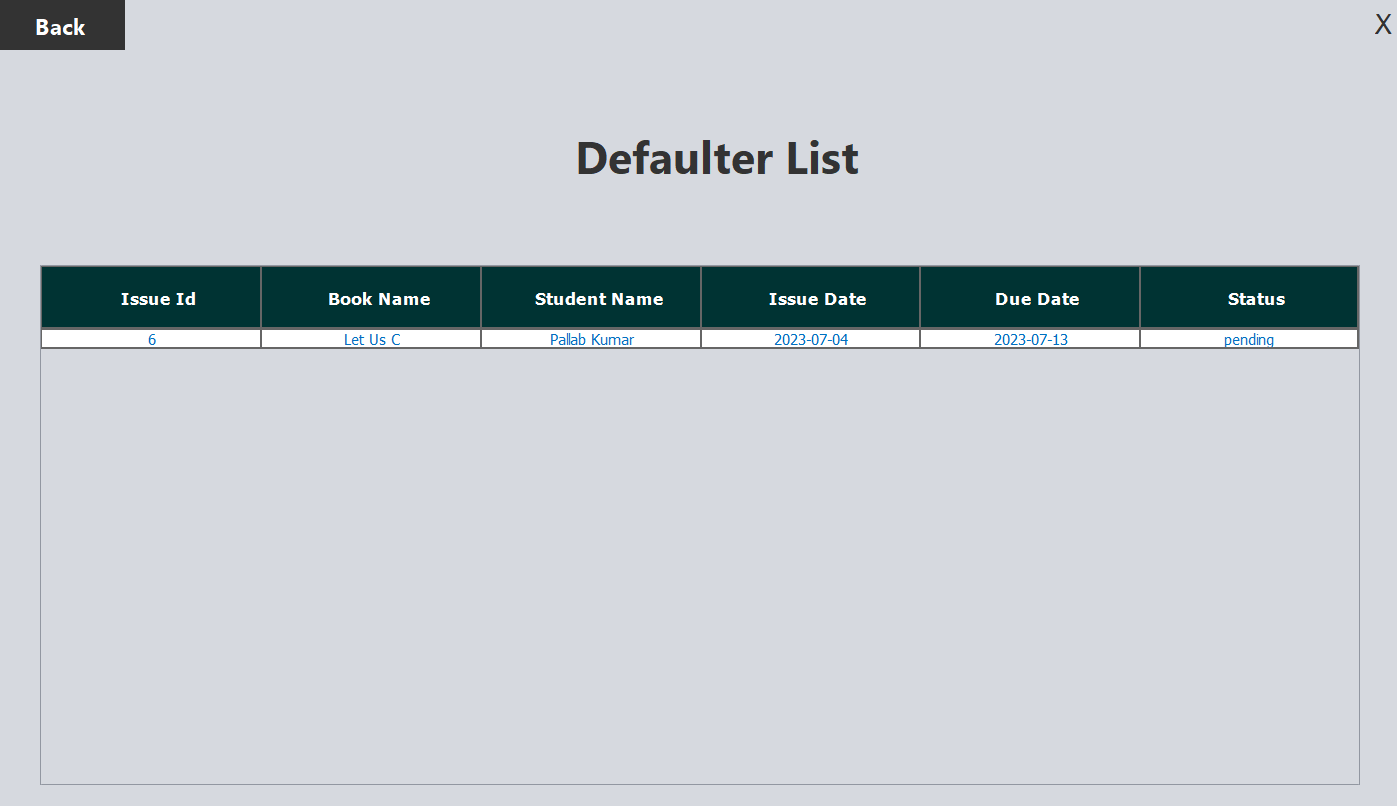 Back
X
Defaulter List
Issue Id Book Name Student Name Issue Date Due Date Status
6 Let Us C Pallab Kumar 2023-07-04 2023-07-13 pending